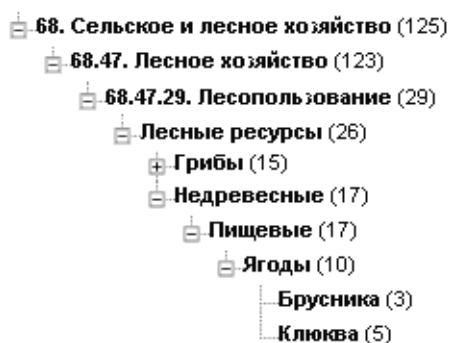 68. Сельское и лесное хозяйство (125)
68.47. Лесное хозяйство (123)
68.47.29. Лесопользование (29)
Лесные ресурсы (26)
Грибы (15)
Недревесные (17)
Пищевые (17)
Ягоды (10)
Брусника (3)
Клюква (5)